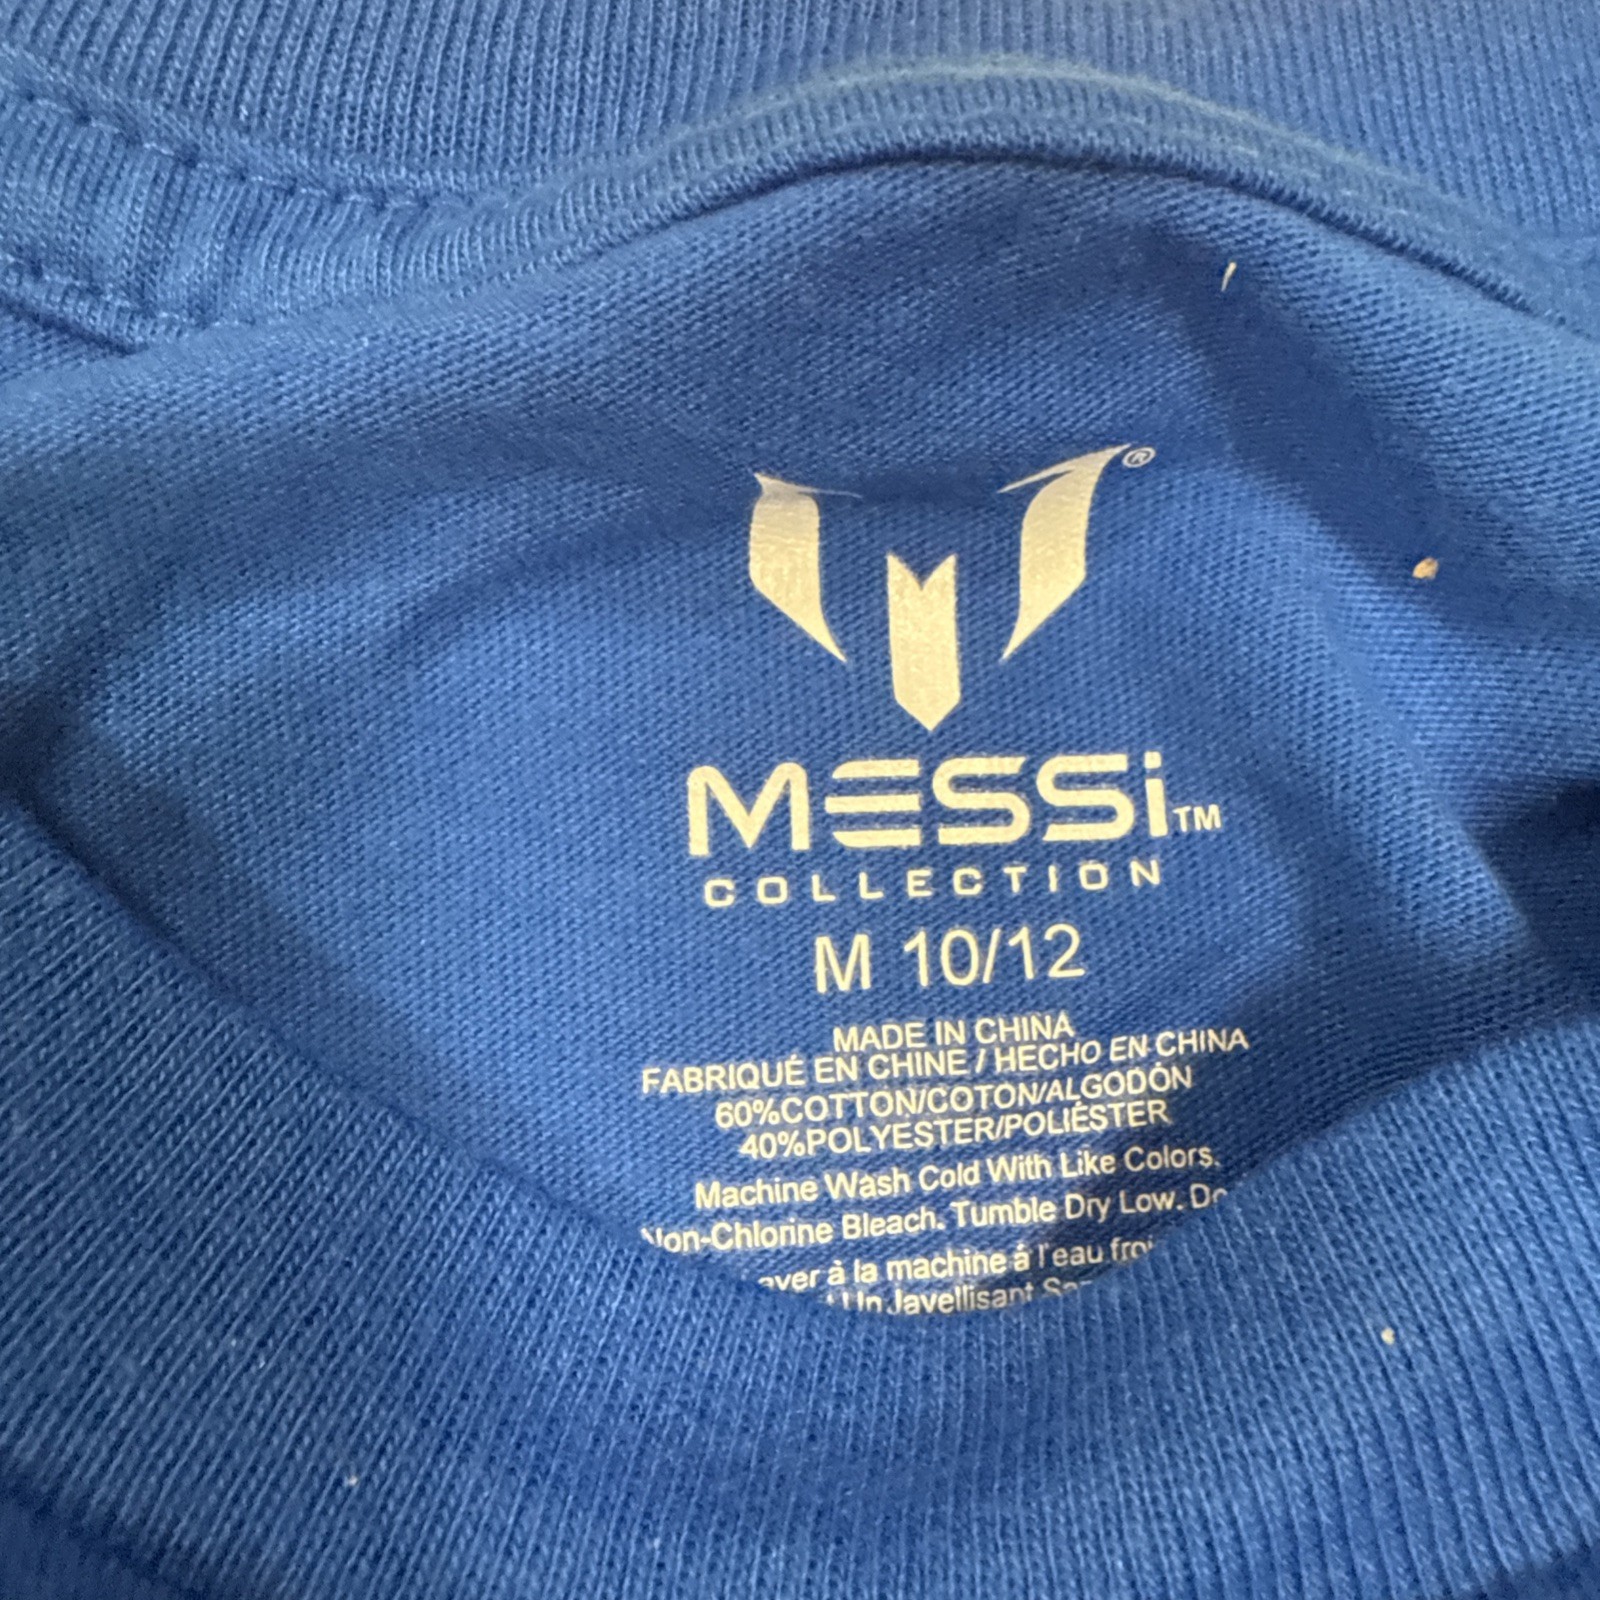 ®
MESSi™
COLLECTION
M 10/12
MADE IN CHINA
FABRIQUÉ EN CHINE / HECHO EN CHINA
60%COTTON/COTON/ALGODÓN
40%POLYESTER/POLIÉSTER
Machine Wash Cold With Like Colors.
Non-Chlorine Bleach. Tumble Dry Low. Do
à la machine á l'eau
Un Javellisant